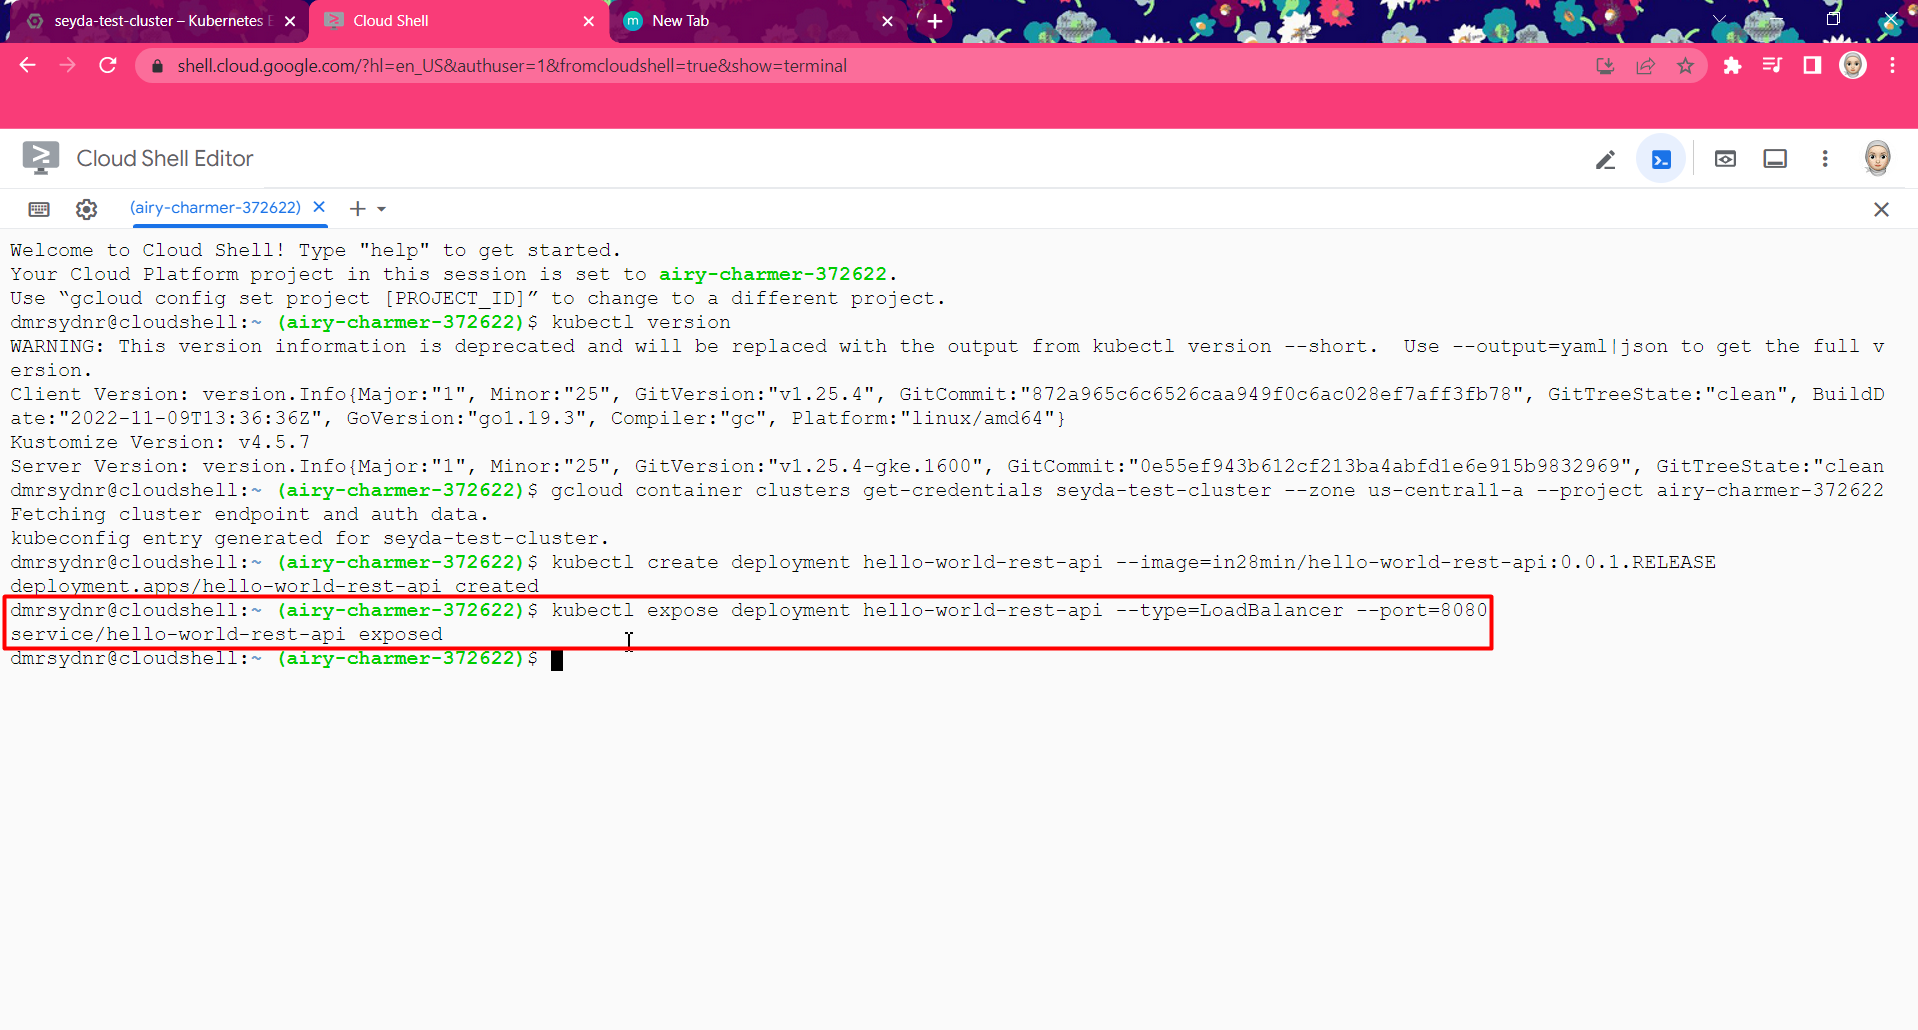 seyda-test-cluster – Kubernetes E
Cloud Shell
New Tab
shell.cloud.google.com/?hl=en_US&authuser=1&fromcloudshell=true&show=terminal
Cloud Shell Editor
(airy-charmer-372622)
Welcome to Cloud Shell! Type "help" to get started.
Your Cloud Platform project in this session is set to airy-charmer-372622.
Use “gcloud config set project [PROJECT_ID]” to change to a different project.
dmrsydnr@cloudshell:~ (airy-charmer-372622)$ kubectl version
WARNING: This version information is deprecated and will be replaced with the output from kubectl version --short.  Use --output=yaml|json to get the full v
ersion.
Client Version: version.Info{Major:"1", Minor:"25", GitVersion:"v1.25.4", GitCommit:"872a965c6c6526caa949f0c6ac028ef7aff3fb78", GitTreeState:"clean", BuildD
ate:"2022-11-09T13:36:36Z", GoVersion:"go1.19.3", Compiler:"gc", Platform:"linux/amd64"}
Kustomize Version: v4.5.7
Server Version: version.Info{Major:"1", Minor:"25", GitVersion:"v1.25.4-gke.1600", GitCommit:"0e55ef943b612cf213ba4abfd1e6e915b9832969", GitTreeState:"clean
dmrsydnr@cloudshell:~ (airy-charmer-372622)$ gcloud container clusters get-credentials seyda-test-cluster --zone us-central1-a --project airy-charmer-372622
Fetching cluster endpoint and auth data.
kubeconfig entry generated for seyda-test-cluster.
dmrsydnr@cloudshell:~ (airy-charmer-372622)$ kubectl create deployment hello-world-rest-api --image=in28min/hello-world-rest-api:0.0.1.RELEASE
deployment.apps/hello-world-rest-api created
dmrsydnr@cloudshell:~ (airy-charmer-372622)$ kubectl expose deployment hello-world-rest-api --type=LoadBalancer --port=8080
service/hello-world-rest-api exposed
dmrsydnr@cloudshell:~ (airy-charmer-372622)$